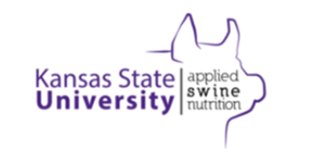 Kansas State
University
applied
swine
nutrition